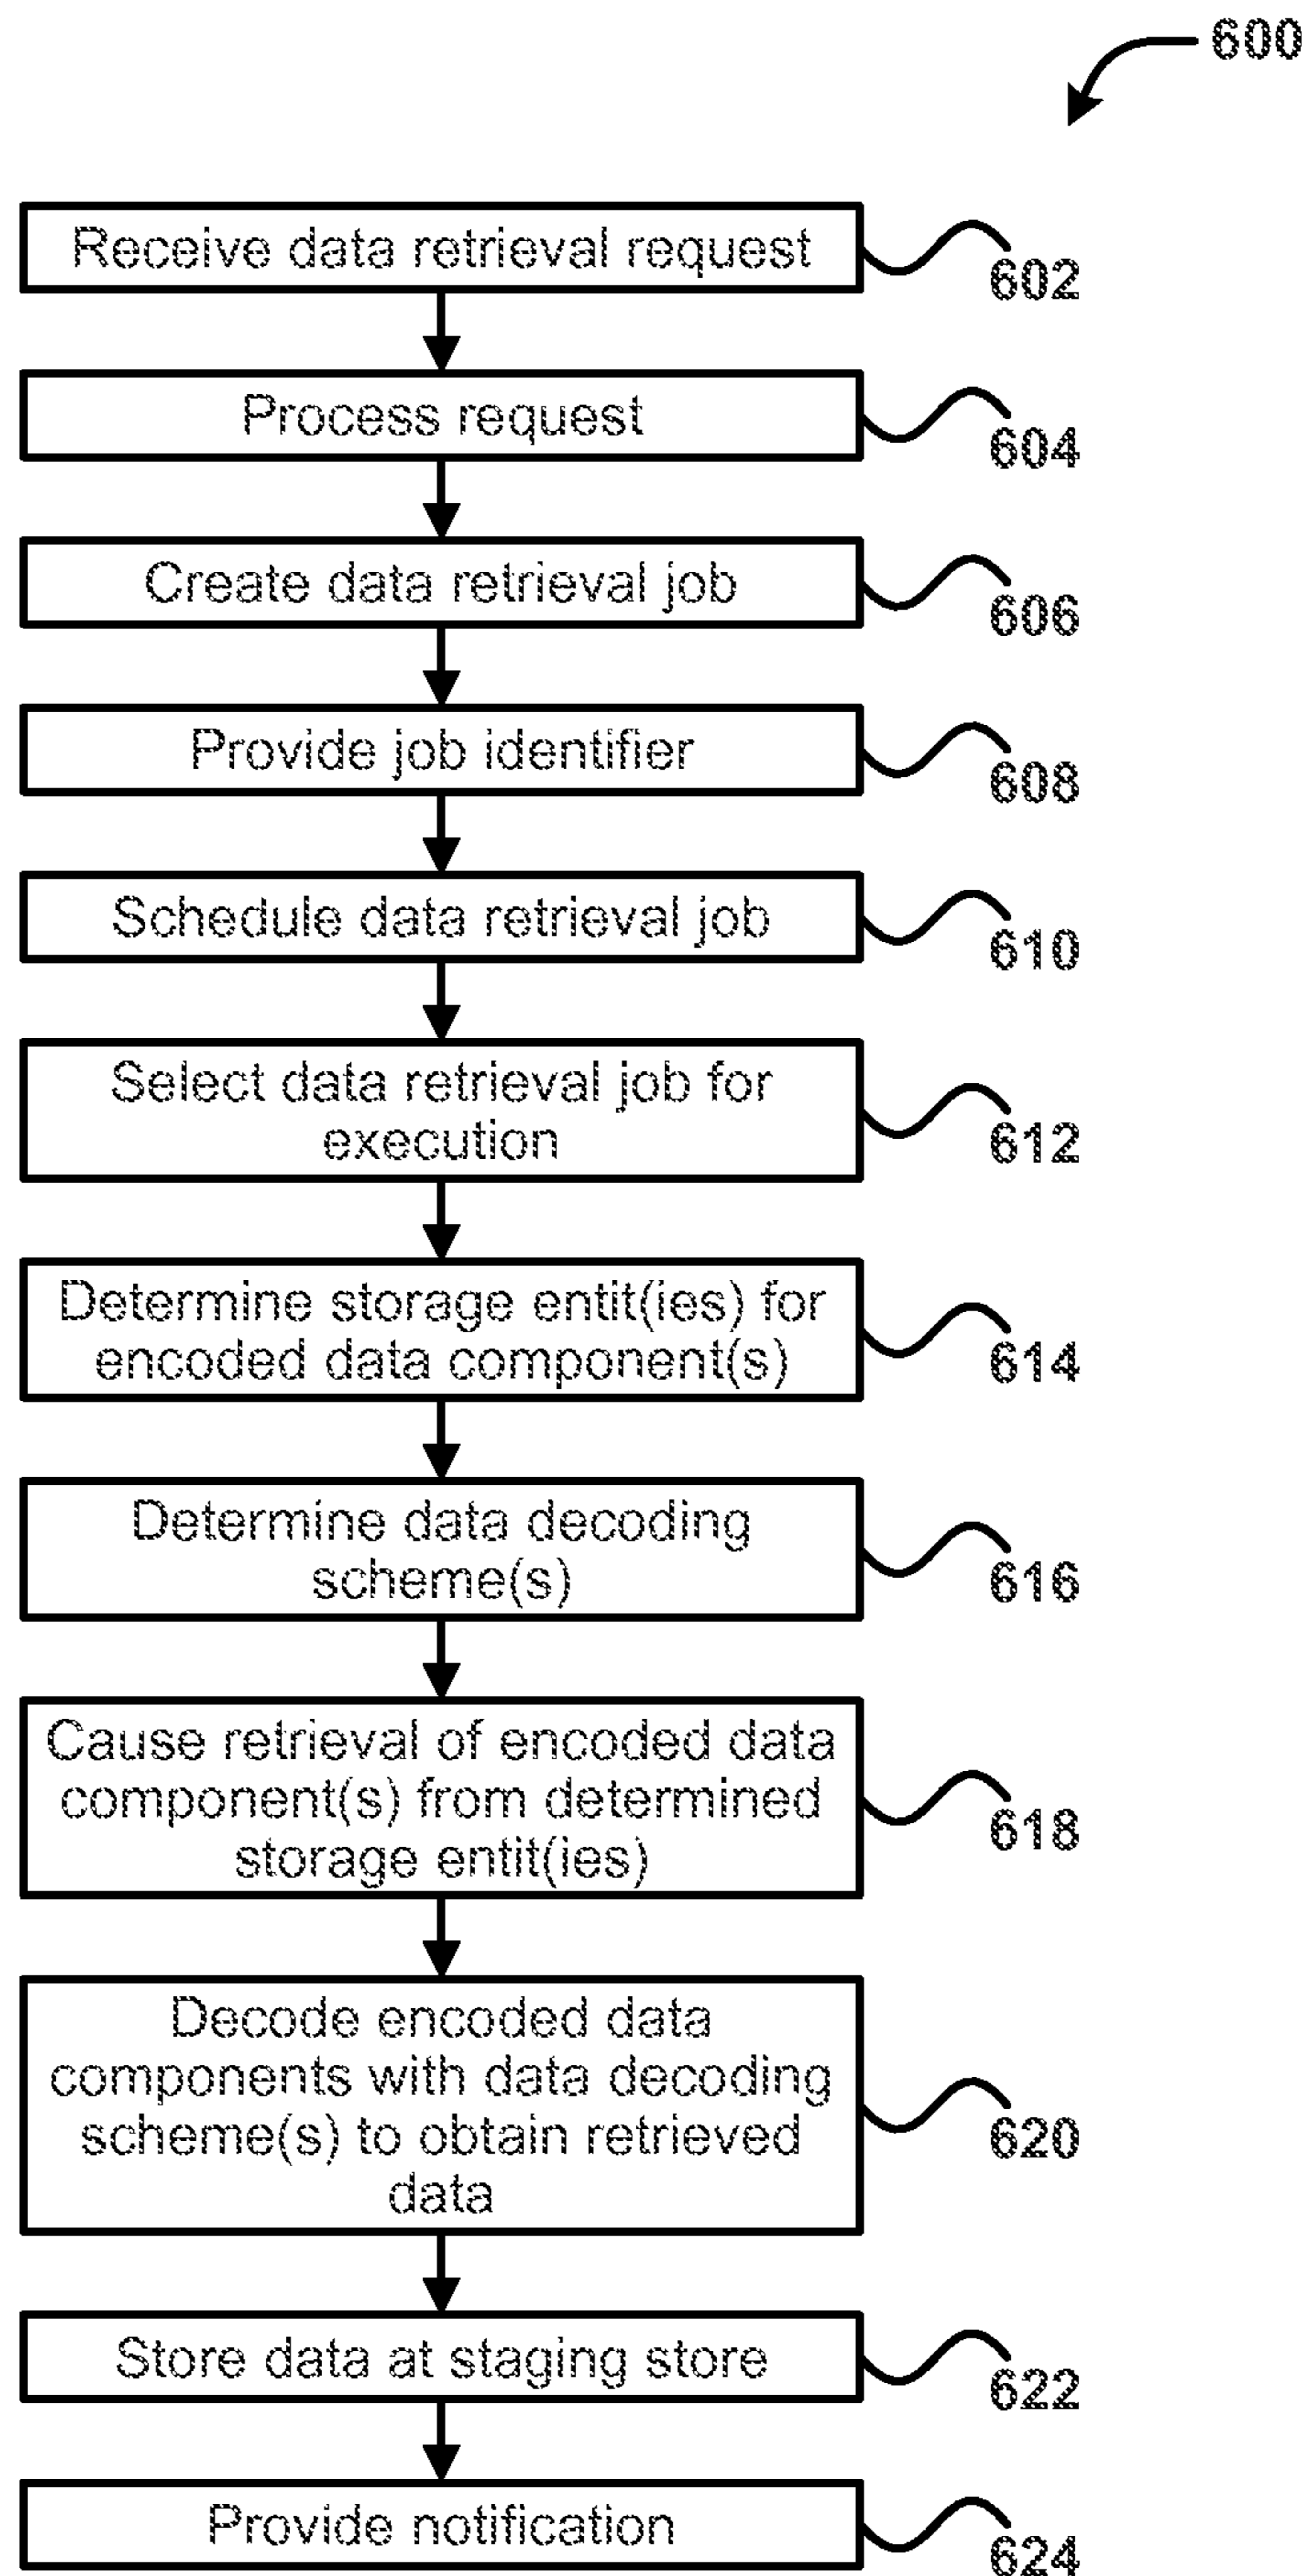 600
Receive data retrieval request
602
Process request
604
Create data retrieval job
606
Provide job identifier
608
Schedule data retrieval job
610
Select data retrieval job for
execution
612
Determine storage entit(ies) for
encoded data component(s)
614
Determine data decoding
scheme(s)
616
Cause retrieval of encoded data
component(s) from determined
storage entit(ies)
618
Decode encoded data
components with data decoding
scheme(s) to obtain retrieved
data
620
Store data at staging store
622
Provide notification
624